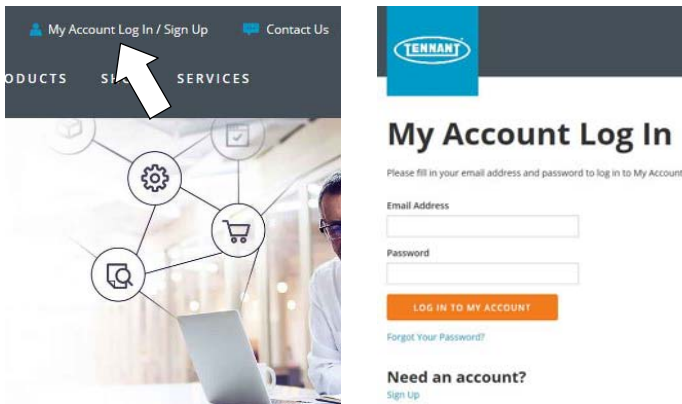 My Account Log In / Sign Up
Contact Us
ODUCTS
SERVICES
TENNANT
My Account Log In
Please fill in your email address and password to log in to My Account
Email Address
Password
LOG IN TO MY ACCOUNT
Forgot Your Password?
Need an account?
Sign Up